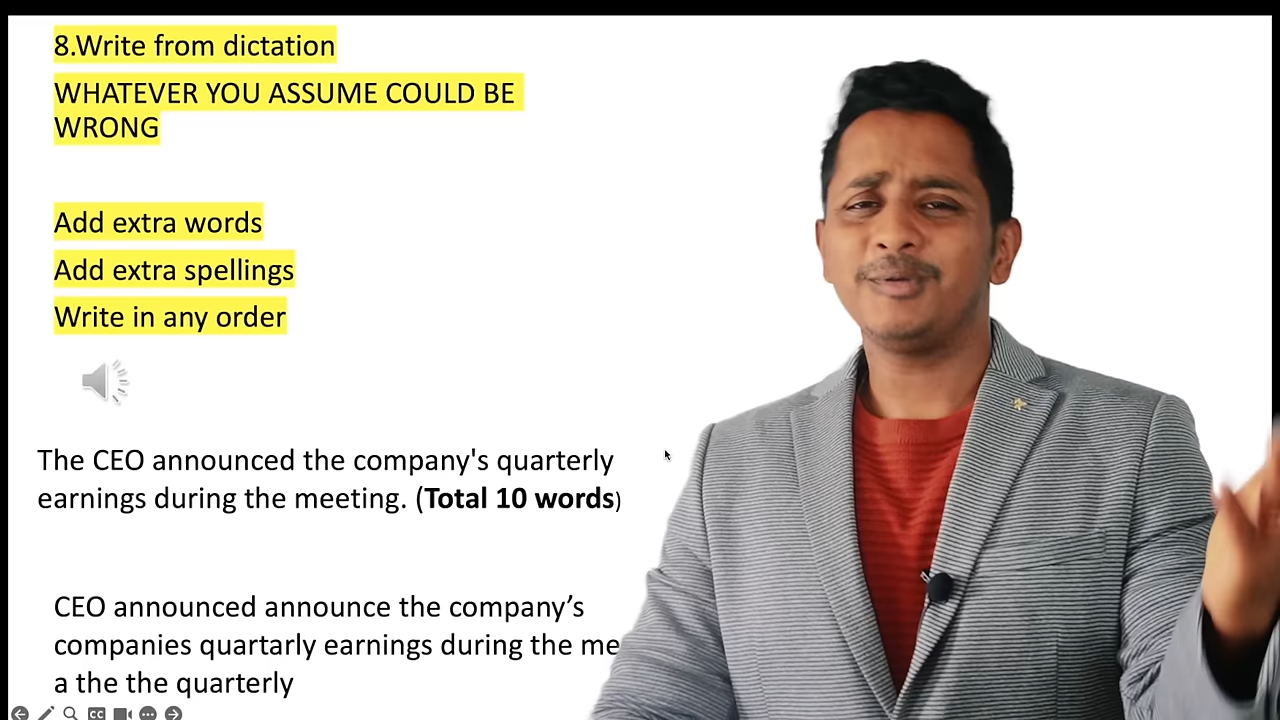 8.Write from dictation
WHATEVER YOU ASSUME COULD BE
WRONG
Add extra words
Add extra spellings
Write in any order
The CEO announced the company's quarterly
earnings during the meeting. (Total 10 words)
CEO announced announce the company’s
companies quartarly earnings during the me
a the the quarterly
CC